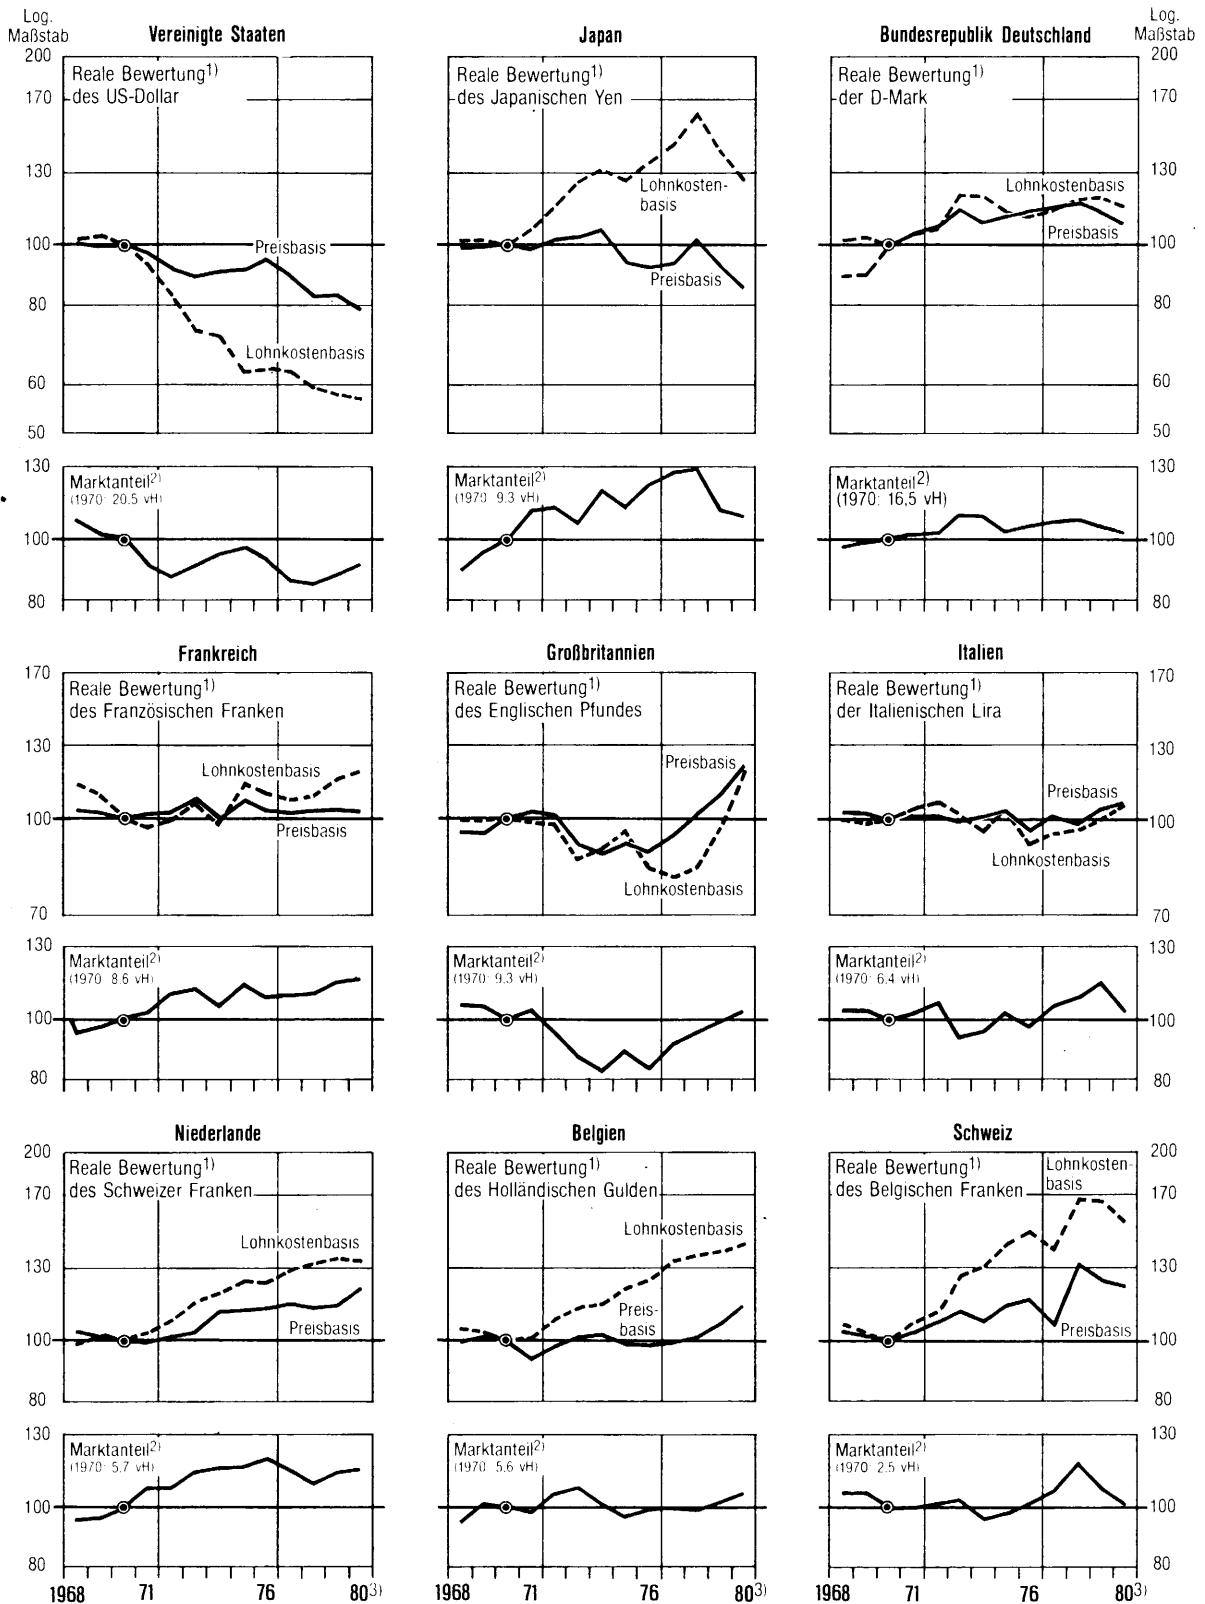 Log.
Maßstab
Vereinigte Staaten
Japan
Bundesrepublik Deutschland
Log.
Maßstab
200
Reale Bewertung1)
des US-Dollar
170
130
100
80
60
50
Preisbasis
Lohnkostenbasis
Reale Bewertung1)
des Japanischen Yen
Lohnkosten-
basis
Preisbasis
Reale Bewertung1)
der D-Mark
Lohnkostenbasis
Preisbasis
200
170
130
100
80
60
50
130
100
80
Marktanteil2)
(1970: 20.5 vH)
Marktanteil2)
(1970: 9.3 vH)
Marktanteil2)
(1970: 16,5 vH)
130
100
80
Frankreich
Großbritannien
Italien
170
130
100
70
Reale Bewertung1)
des Französischen Franken
Lohnkostenbasis
Preisbasis
Reale Bewertung1)
des Englischen Pfundes
Preisbasis
Lohnkostenbasis
Reale Bewertung1)
der Italienischen Lira
Preisbasis
Lohnkostenbasis
170
130
100
70
130
100
80
Marktanteil2)
(1970: 8.6 vH)
Marktanteil2)
(1970: 9.3 vH)
Marktanteil2)
(1970: 6.4 vH)
130
100
80
Niederlande
Belgien
Schweiz
200
170
130
100
80
Reale Bewertung1)
des Schweizer Franken
Lohnkostenbasis
Preisbasis
Reale Bewertung1)
des Holländischen Gulden
Lohnkostenbasis
Preis-
basis
Reale Bewertung1)
des Belgischen Franken
Lohnkosten-
basis
Preisbasis
200
170
130
100
80
130
100
80
Marktanteil2)
(1970: 5,7 vH)
Marktanteil2)
(1970: 5,6 vH)
Marktanteil2)
(1970: 2.5 vH)
130
100
80
1968 71 76 803)
1968 71 76 803)
1968 71 76 803)